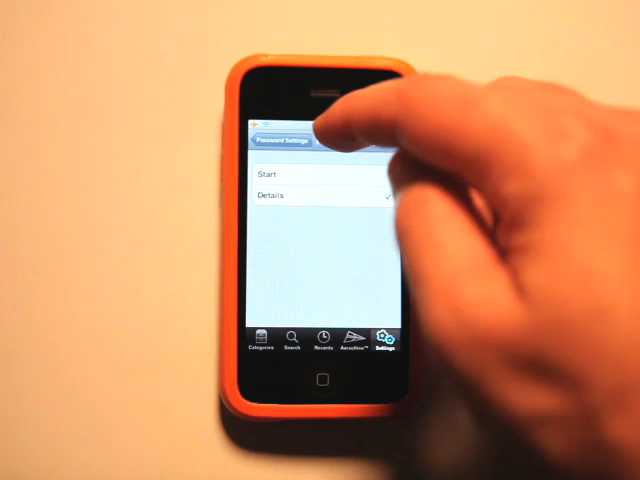 Password Settings
Start
Details
Categories Search Recents Aerochive™ Settings